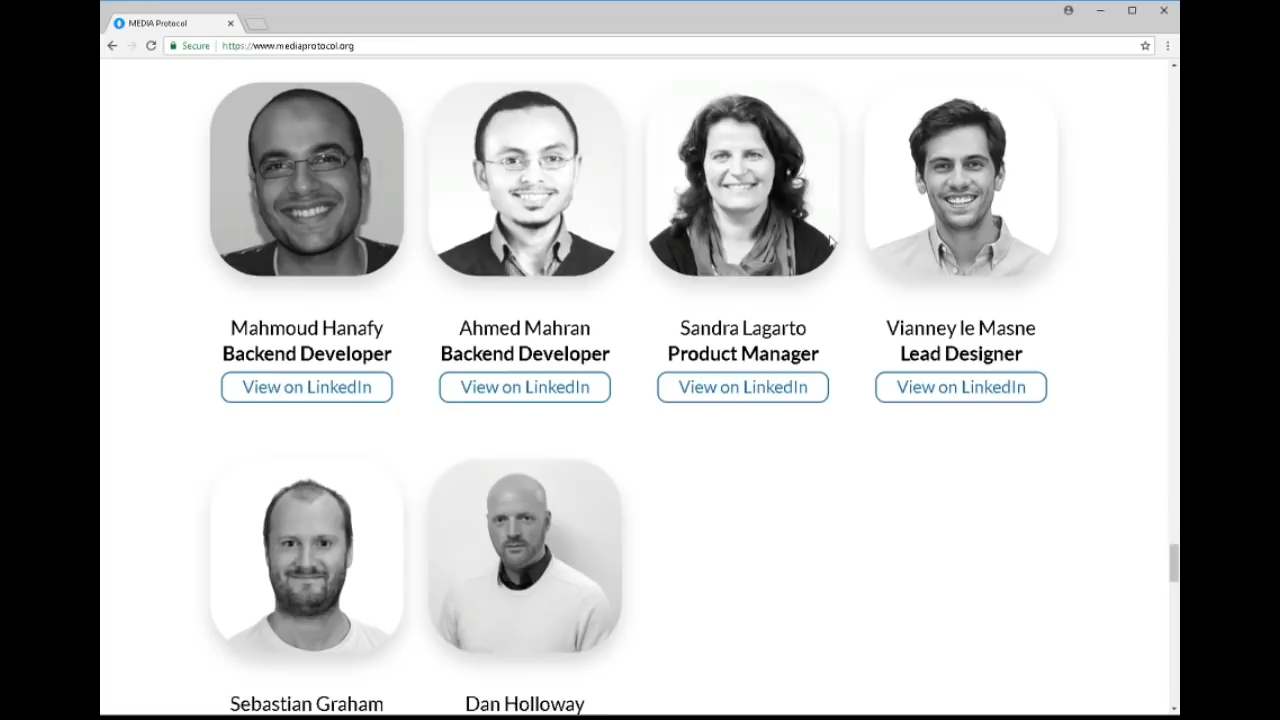 MEDIA Protocol
Secure
https://www.mediaprotocol.org
Mahmoud Hanafy
Backend Developer
View on LinkedIn
Ahmed Mahran
Backend Developer
View on LinkedIn
Sandra Lagarto
Product Manager
View on LinkedIn
Vianney le Masne
Lead Designer
View on LinkedIn
Sebastian Graham
Dan Holloway